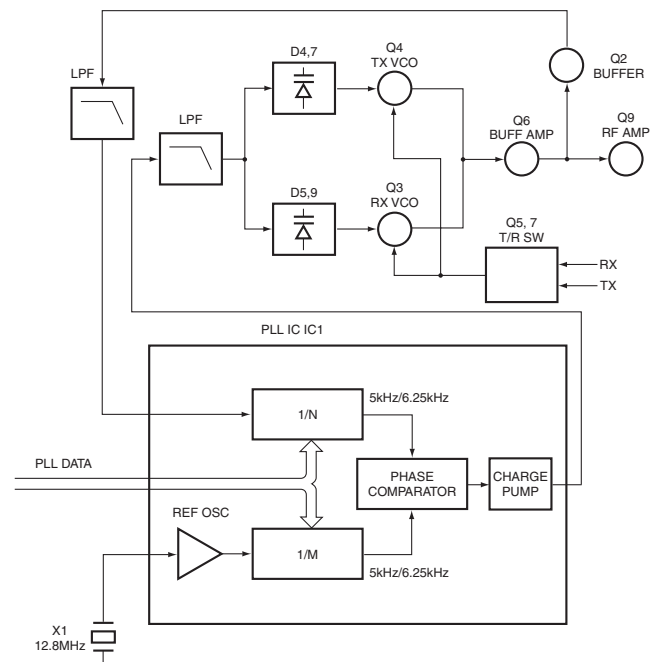 LPF
LPF
D4,7
Q4
TX VCO
Q2
BUFFER
Q6
BUFF AMP
Q9
RF AMP
D5,9
Q3
RX VCO
Q5, 7
T/R SW
RX
TX
PLL IC IC1
5kHz/6.25kHz
1/N
PLL DATA
PHASE
COMPARATOR
CHARGE
PUMP
REF OSC
1/M
5kHz/6.25kHz
X1
12.8MHz